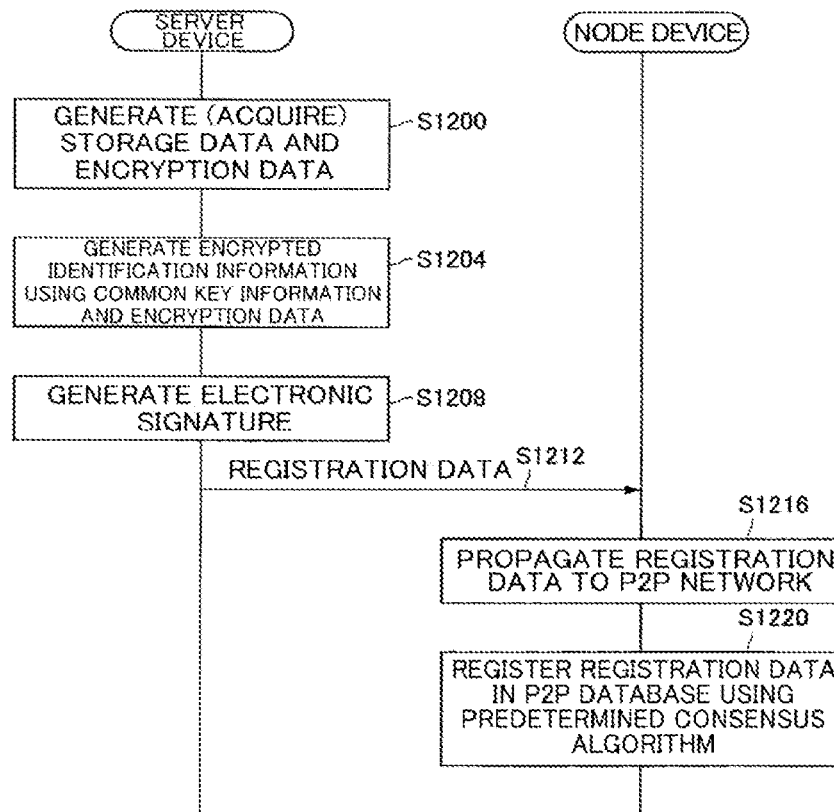 SERVER
DEVICE
NODE DEVICE
GENERATE (ACQUIRE)
STORAGE DATA AND
ENCRYPTION DATA
S1200
GENERATE ENCRYPTED
IDENTIFICATION INFORMATION
USING COMMON KEY INFORMATION
AND ENCRYPTION DATA
S1204
GENERATE ELECTRONIC
SIGNATURE
S1208
REGISTRATION DATA
S1212
S1216
PROPAGATE REGISTRATION
DATA TO P2P NETWORK
S1220
REGISTER REGISTRATION DATA
IN P2P DATABASE USING
PREDETERMINED CONSENSUS
ALGORITHM